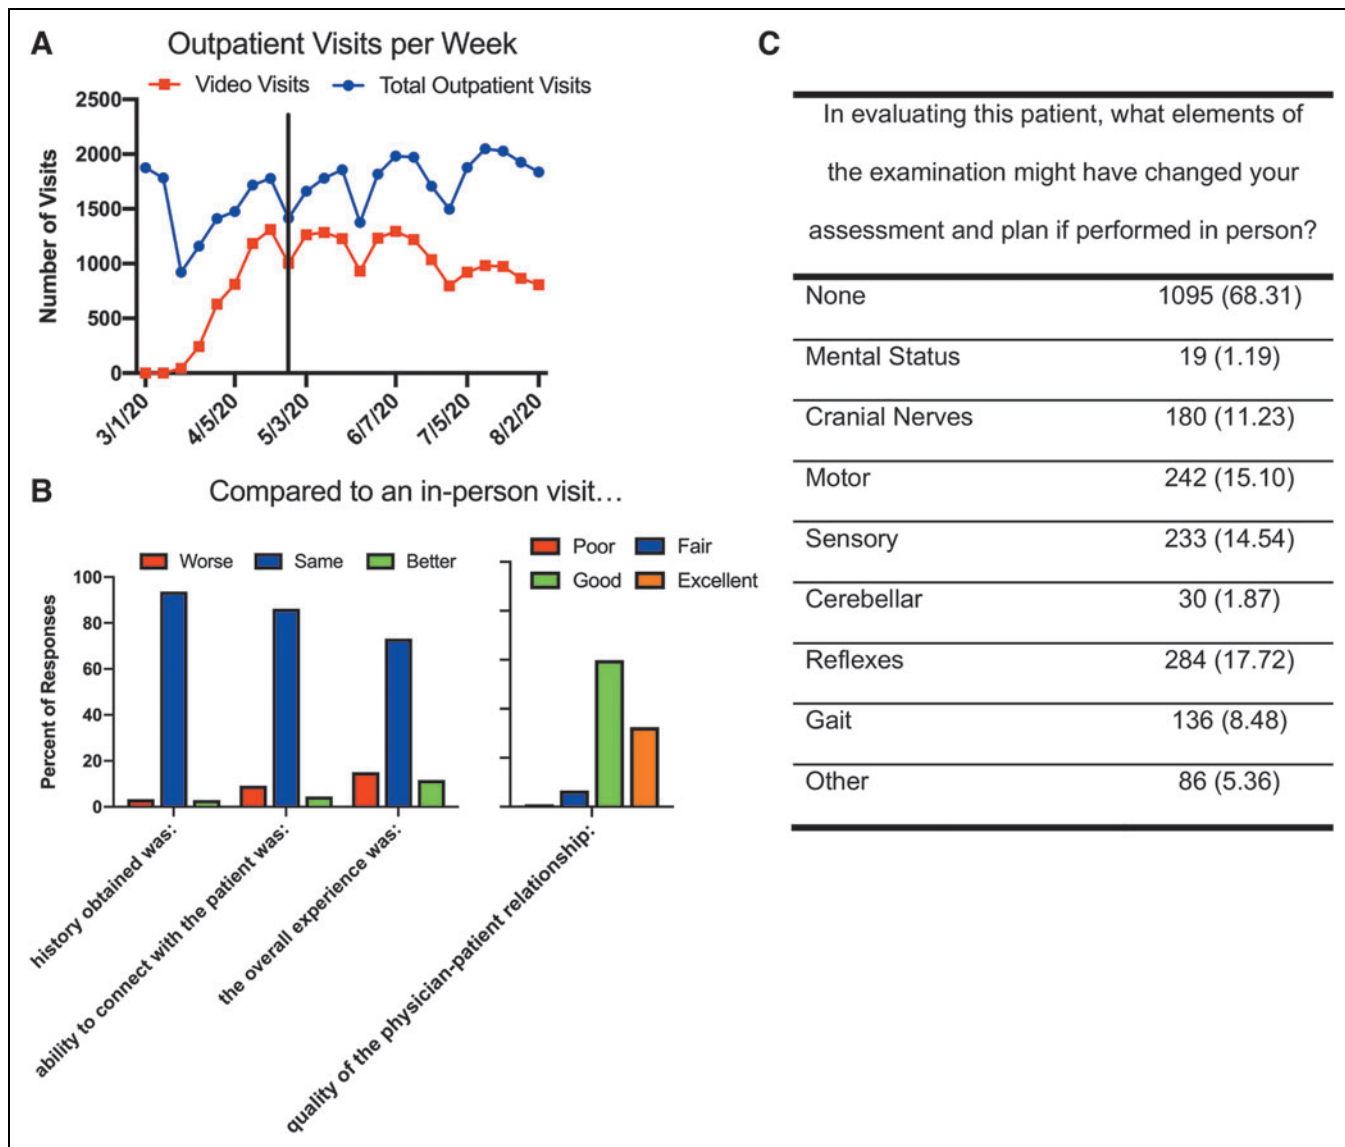 A
Outpatient Visits per Week
Video Visits
Total Outpatient Visits
Number of Visits
2500
2000
1500
1000
500
0
3/1/20
4/5/20
5/3/20
6/7/20
7/5/20
8/2/20
B
Compared to an in-person visit...
Worse
Same
Better
Percent of Responses
100
80
60
40
20
0
history obtained was:
ability to connect with the patient was:
the overall experience was:
Poor
Fair
Good
Excellent
quality of the physician-patient relationship:
C
In evaluating this patient, what elements of
the examination might have changed your
assessment and plan if performed in person?
None 1095 (68.31)
Mental Status 19 (1.19)
Cranial Nerves 180 (11.23)
Motor 242 (15.10)
Sensory 233 (14.54)
Cerebellar 30 (1.87)
Reflexes 284 (17.72)
Gait 136 (8.48)
Other 86 (5.36)